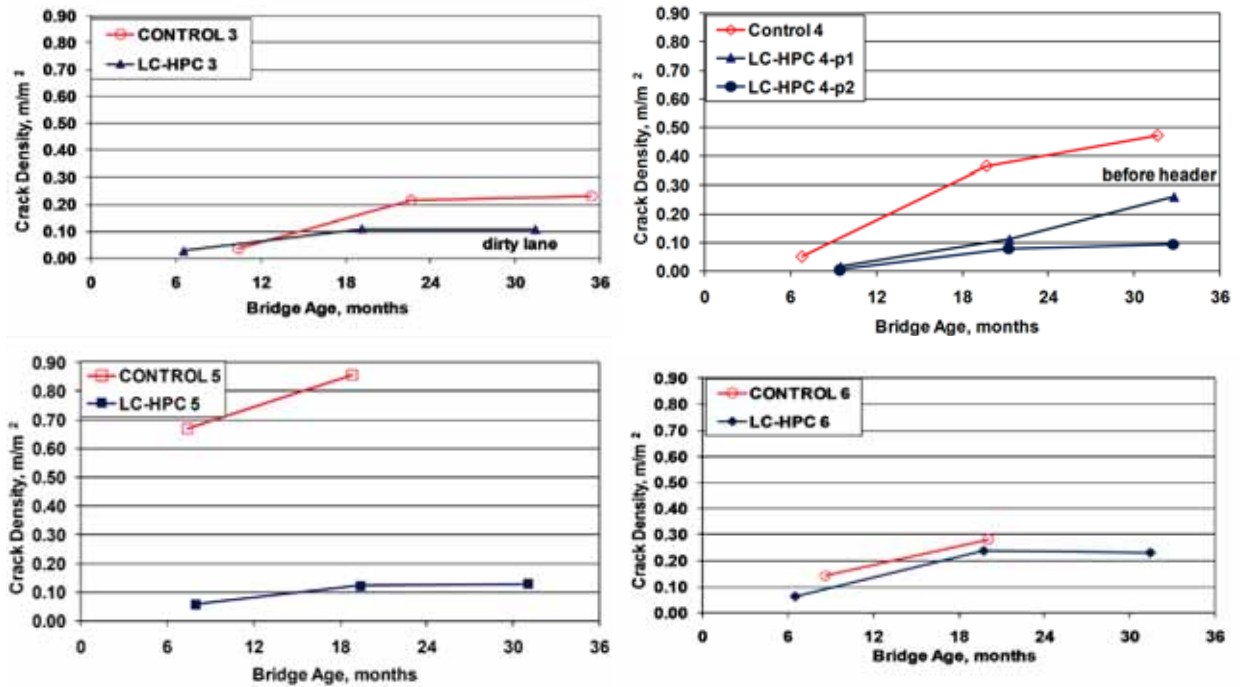 0.90
0.80
0.70
0.60
0.50
0.40
0.30
0.20
0.10
0.00
Crack Density, m/m²
CONTROL 3
LC-HPC 3
dirty lane
0 6 12 18 24 30 36
Bridge Age, months
0.90
0.80
0.70
0.60
0.50
0.40
0.30
0.20
0.10
0.00
Crack Density, m/m²
Control 4
LC-HPC 4-p1
LC-HPC 4-p2
before header
0 6 12 18 24 30 36
Bridge Age, months
0.90
0.80
0.70
0.60
0.50
0.40
0.30
0.20
0.10
0.00
Crack Density, m/m²
CONTROL 5
LC-HPC 5
0 6 12 18 24 30 36
Bridge Age, months
0.90
0.80
0.70
0.60
0.50
0.40
0.30
0.20
0.10
0.00
Crack Density, m/m²
CONTROL 6
LC-HPC 6
0 6 12 18 24 30 36
Bridge Age, months